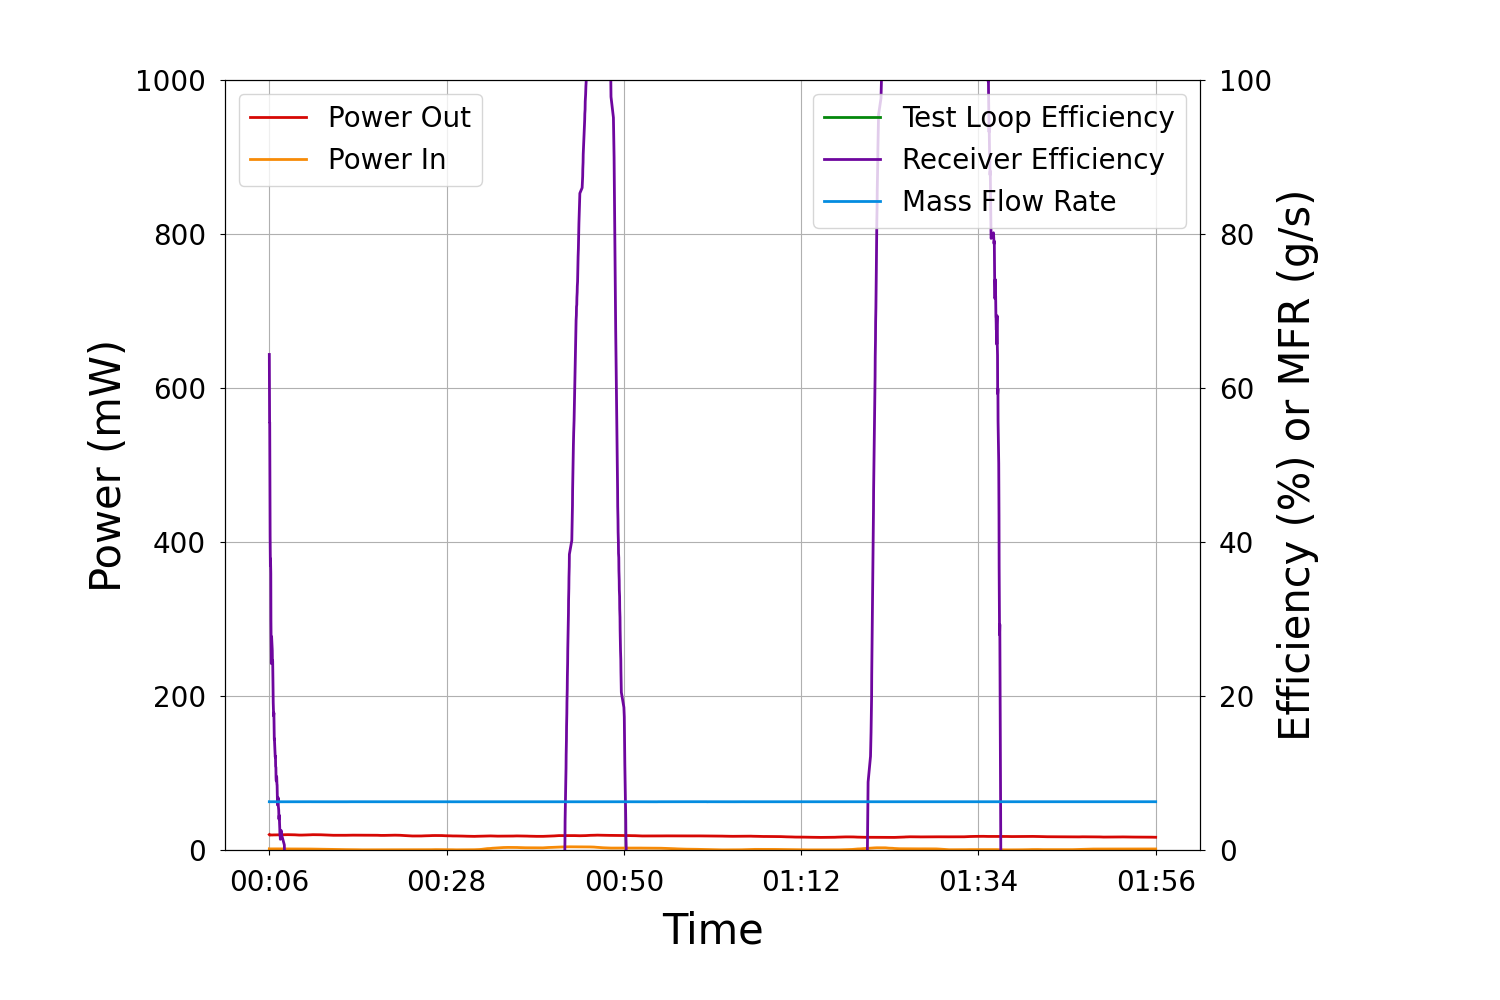 1000
800
600
400
200
0
Power (mW)
Power Out
Power In
Test Loop Efficiency
Receiver Efficiency
Mass Flow Rate
100
80
60
40
20
0
Efficiency (%) or MFR (g/s)
00:06 00:28 00:50 01:12 01:34 01:56
Time